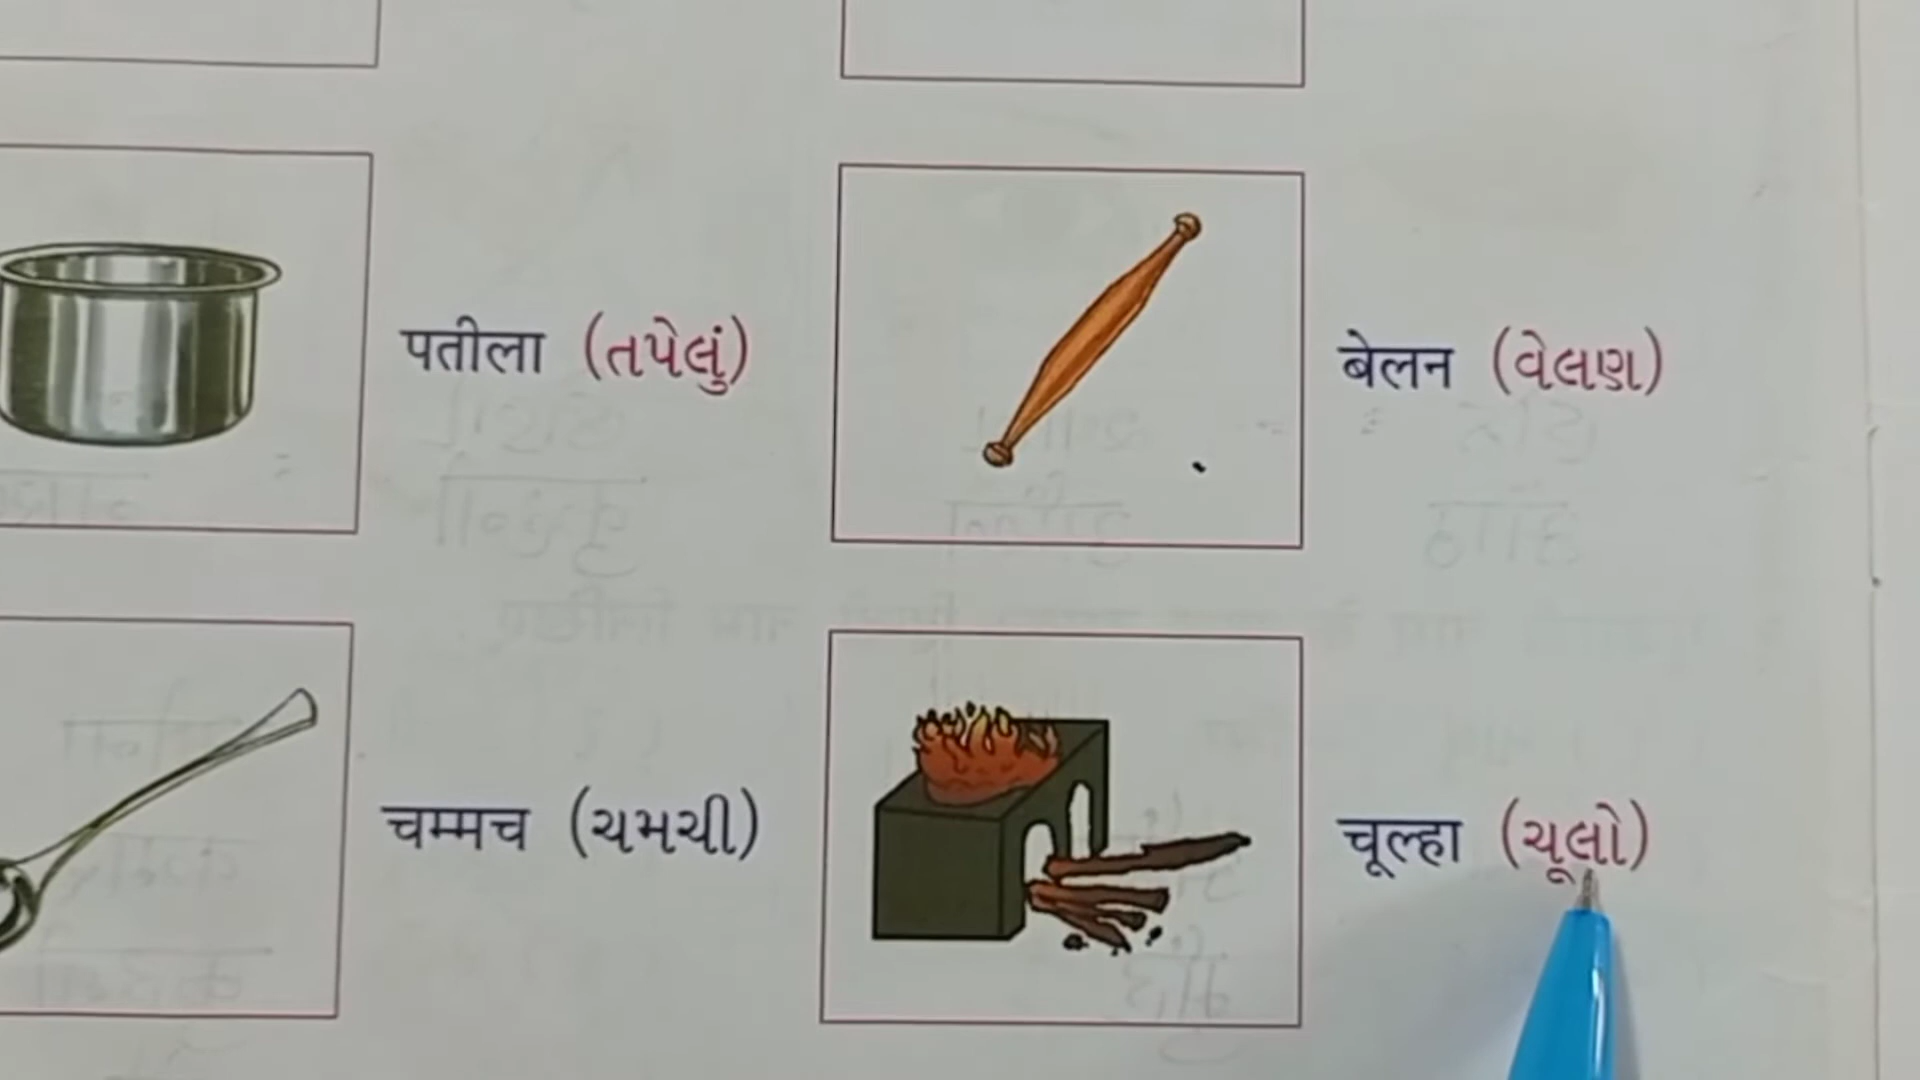 पतीला (તપેલું)
बेलन (વેલણ)
चम्मच (ચમચી)
चूल्हा (ચૂલો)